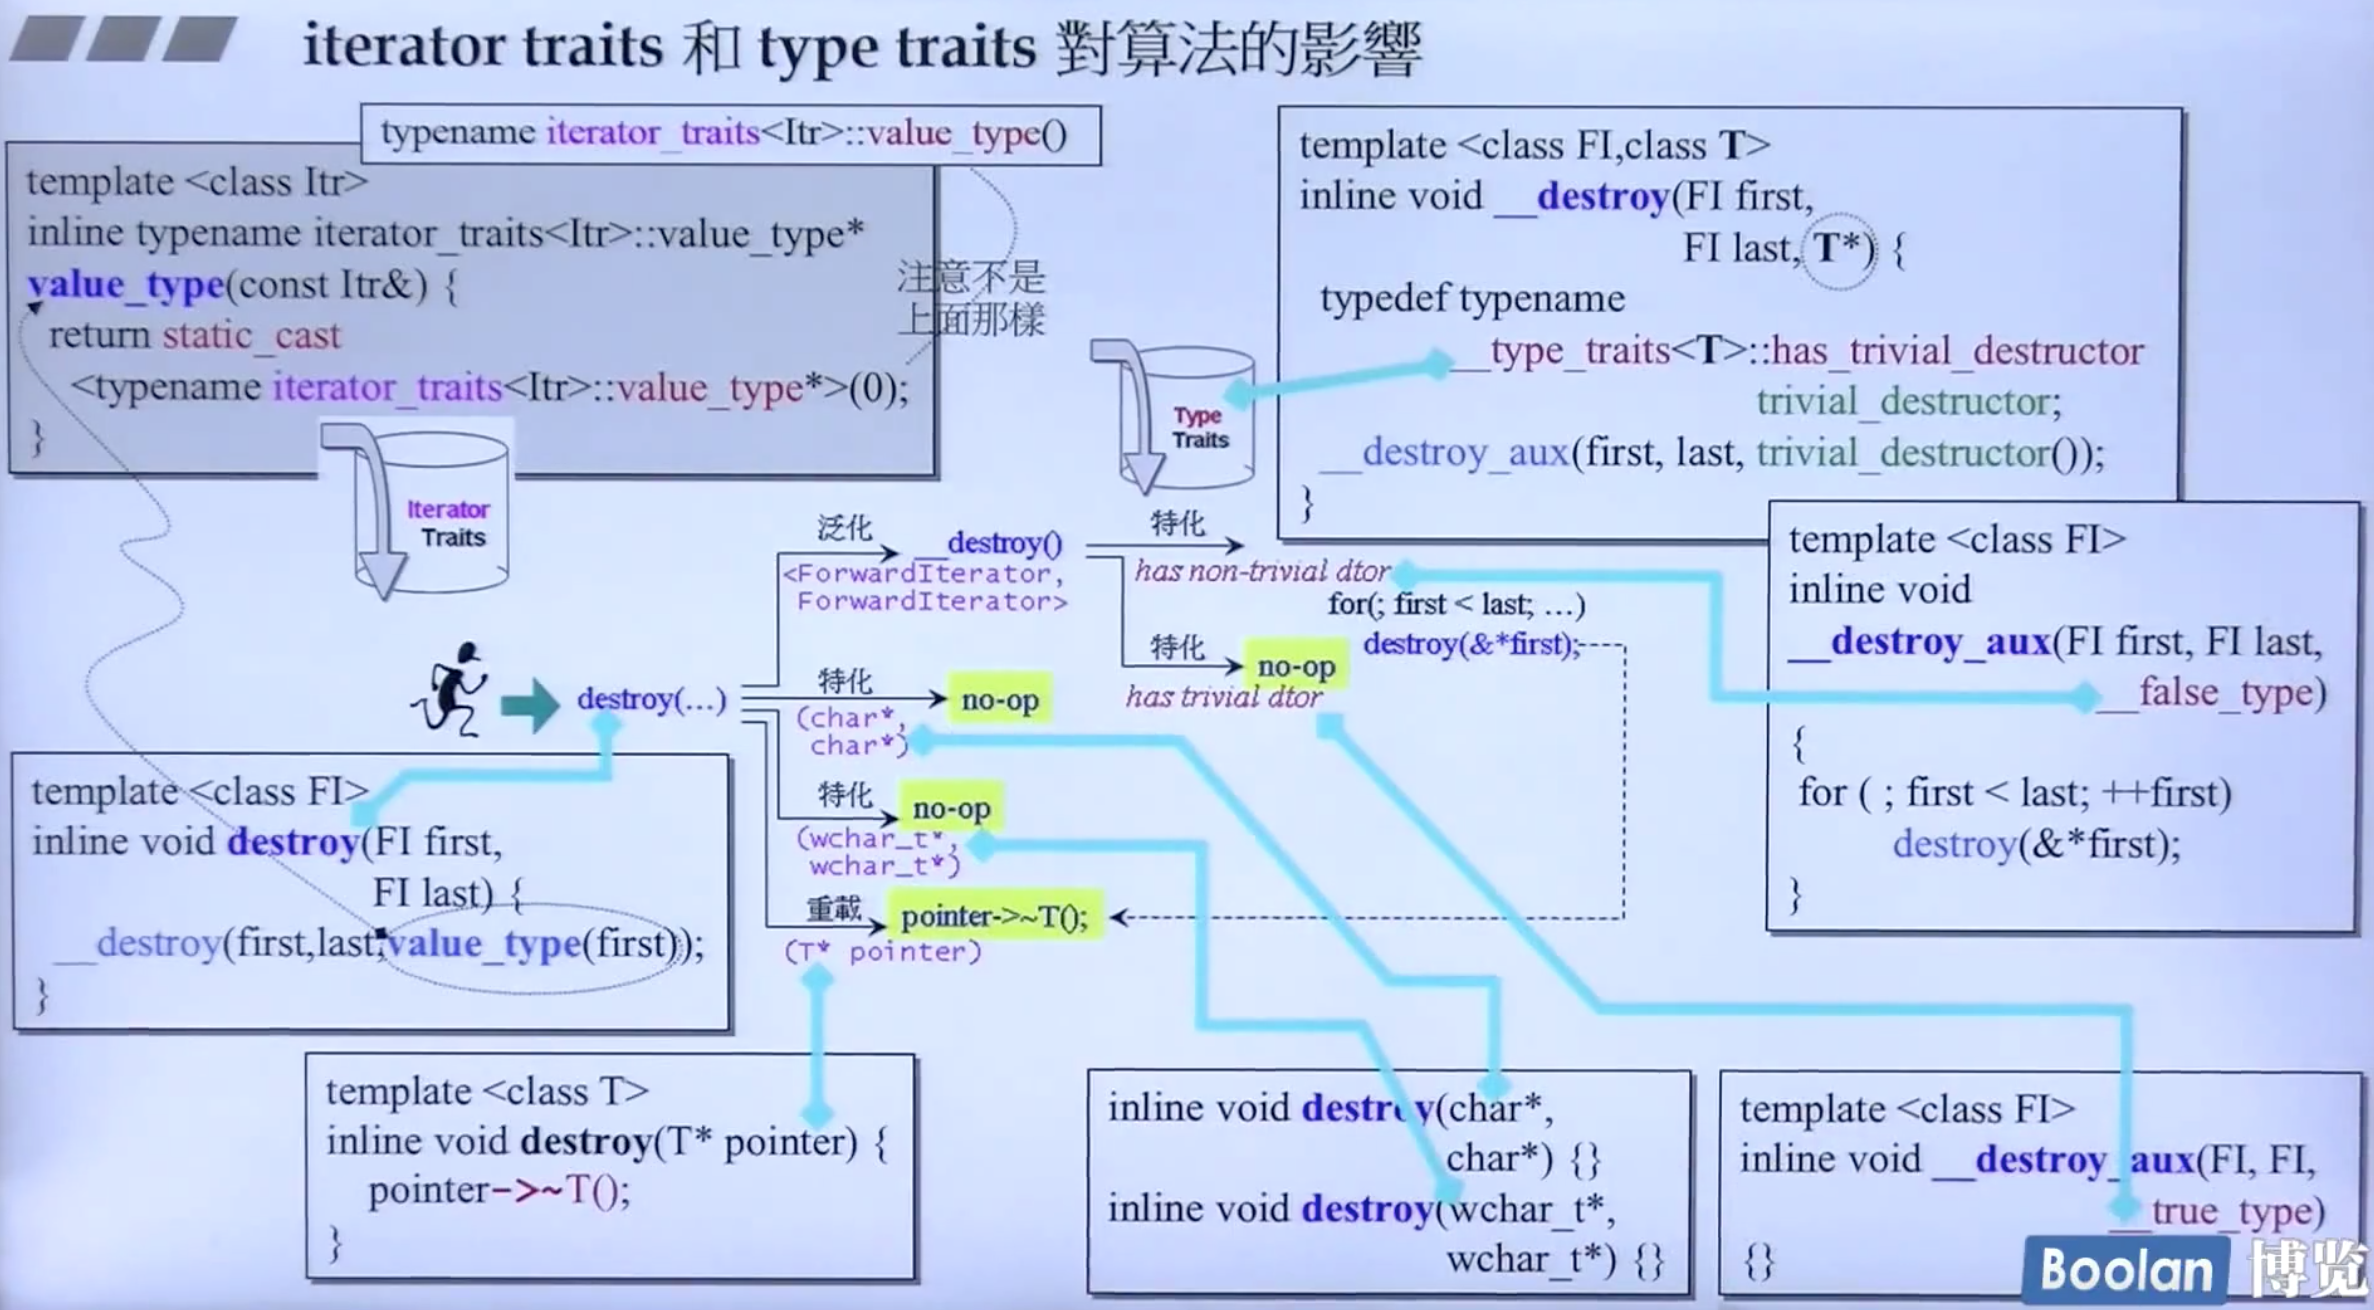 iterator traits 和 type traits 對算法的影響
typename iterator_traits<Itr>::value_type()
template <class Itr>
inline typename iterator_traits<Itr>::value_type*
value_type(const Itr&) {
return static_cast
<typename iterator_traits<Itr>::value_type*>(0);
}
注意不是
上面那樣
Iterator
Traits
template <class FI,class T>
inline void __destroy(FI first,
FI last, T*) {
typedef typename
__type_traits<T>::has_trivial_destructor
trivial_destructor;
__destroy_aux(first, last, trivial_destructor());
}
Type
Traits
destroy(...)
泛化
__destroy()
<ForwardIterator,
ForwardIterator>
特化
has non-trivial dtor
for(; first < last; ...)
destroy(&*first);
特化
no-op
has trivial dtor
特化
no-op
(char*,
char*)
特化
no-op
(wchar_t*,
wchar_t*)
重載
pointer->~T();
(T* pointer)
template <class FI>
inline void
__destroy_aux(FI first, FI last,
__false_type)
{
for ( ; first < last; ++first)
destroy(&*first);
}
template <class FI>
inline void destroy(FI first,
FI last) {
__destroy(first,last,value_type(first));
}
template <class T>
inline void destroy(T* pointer) {
pointer->~T();
}
inline void destroy(char*,
char*) {}
inline void destroy(wchar_t*,
wchar_t*) {}
template <class FI>
inline void __destroy_aux(FI, FI,
__true_type)
{}
Boolan 博览